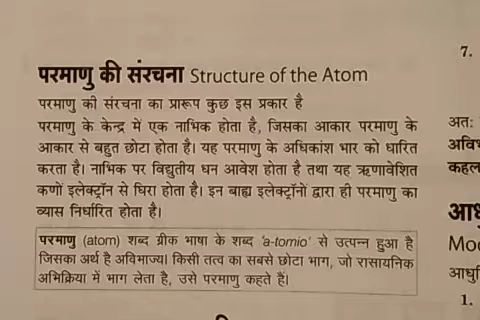 परमाणु की संरचना Structure of the Atom
परमाणु की संरचना का प्रारूप कुछ इस प्रकार है
परमाणु के केन्द्र में एक नाभिक होता है, जिसका आकार परमाणु के
आकार से बहुत छोटा होता है। यह परमाणु के अधिकांश भार को धारित
करता है। नाभिक पर विद्युतीय धन आवेश होता है तथा यह ऋणावेशित
कणों इलेक्ट्रॉन से घिरा होता है। इन बाह्य इलेक्ट्रॉनों द्वारा ही परमाणु का
व्यास निर्धारित होता है।
परमाणु (atom) शब्द ग्रीक भाषा के शब्द 'a-tomio' से उत्पन्न हुआ है
जिसका अर्थ है अविभाज्य। किसी तत्व का सबसे छोटा भाग, जो रासायनिक
अभिक्रिया में भाग लेता है, उसे परमाणु कहते हैं।
7.
अतः
अविभ
कहल
आधु
Mod
आधुनि
1.